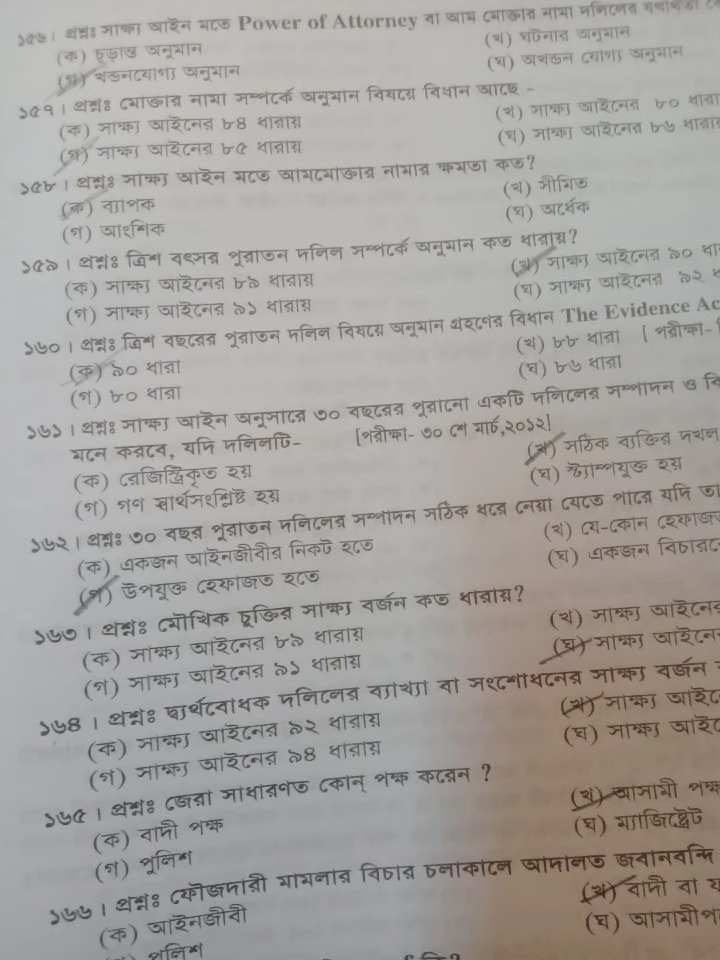 ১৫৬। প্রশ্নঃ সাক্ষ্য আইন মতে Power of Attorney বা আম মোক্তার নামা দলিলের যথার্থতা
(ক) চূড়ান্ত অনুমান (খ) ঘটনার অনুমান
(গ) খন্ডনযোগ্য অনুমান (ঘ) অখন্ডন যোগ্য অনুমান
১৫৭। প্রশ্নঃ মোক্তার নামা সম্পর্কে অনুমান বিষয়ে বিধান আছে -
(ক) সাক্ষ্য আইনের ৮৪ ধারায় (খ) সাক্ষ্য আইনের ৮০ ধারায়
(গ) সাক্ষ্য আইনের ৮৫ ধারায় (ঘ) সাক্ষ্য আইনের ৮৬ ধারায়
১৫৮। প্রশ্নঃ সাক্ষ্য আইন মতে আমমোক্তার নামার ক্ষমতা কত?
(ক) ব্যাপক (খ) সীমিত
(গ) আংশিক (ঘ) অর্ধেক
১৫৯। প্রশ্নঃ ত্রিশ বৎসর পুরাতন দলিল সম্পর্কে অনুমান কত ধারায়?
(ক) সাক্ষ্য আইনের ৮৯ ধারায় (খ) সাক্ষ্য আইনের ৯০
(গ) সাক্ষ্য আইনের ৯১ ধারায় (ঘ) সাক্ষ্য আইনের ৯২
১৬০। প্রশ্নঃ ত্রিশ বছরের পুরাতন দলিল বিষয়ে অনুমান গ্রহণের বিধান The Evidence Ac
(ক) ৯০ ধারা (খ) ৮৮ ধারা [ পরীক্ষা-
(গ) ৮০ ধারা (ঘ) ৮৬ ধারা
১৬১। প্রশ্নঃ সাক্ষ্য আইন অনুসারে ৩০ বছরের পুরানো একটি দলিলের সম্পাদন ও
মনে করবে, যদি দলিলটি- [পরীক্ষা- ৩০ শে মার্চ,২০১২]
(ক) রেজিস্ট্রিকৃত হয় (খ) সঠিক ব্যক্তির দখল
(গ) গণ স্বার্থসংশ্লিষ্ট হয় (ঘ) স্ট্যাম্পযুক্ত হয়
১৬২। প্রশ্নঃ ৩০ বছর পুরাতন দলিলের সম্পাদন সঠিক ধরে নেয়া যেতে পারে যদি তা
(ক) একজন আইনজীবীর নিকট হতে (খ) যে-কোন হেফাজ
(গ) উপযুক্ত হেফাজত হতে (ঘ) একজন বিচারকে
১৬৩। প্রশ্নঃ মৌখিক চুক্তির সাক্ষ্য বর্জন কত ধারায়?
(ক) সাক্ষ্য আইনের ৮৯ ধারায় (খ) সাক্ষ্য আইনের
(গ) সাক্ষ্য আইনের ৯১ ধারায় (ঘ) সাক্ষ্য আইনে
১৬৪। প্রশ্নঃ দ্ব্যর্থবোধক দলিলের ব্যাখ্যা বা সংশোধনের সাক্ষ্য বর্জন
(ক) সাক্ষ্য আইনের ৯২ ধারায় (খ) সাক্ষ্য আইনে
(গ) সাক্ষ্য আইনের ৯৪ ধারায় (ঘ) সাক্ষ্য আইে
১৬৫। প্রশ্নঃ জেরা সাধারণত কোন্ পক্ষ করেন ?
(ক) বাদী পক্ষ (খ) আসামী পক্ষ
(গ) পুলিশ (ঘ) ম্যাজিস্ট্রেট
১৬৬। প্রশ্নঃ ফৌজদারী মামলার বিচার চলাকালে আদালত জবানবন্দি
(ক) আইনজীবী (খ) বাদী বা
পুলিশ (ঘ) আসামীপ